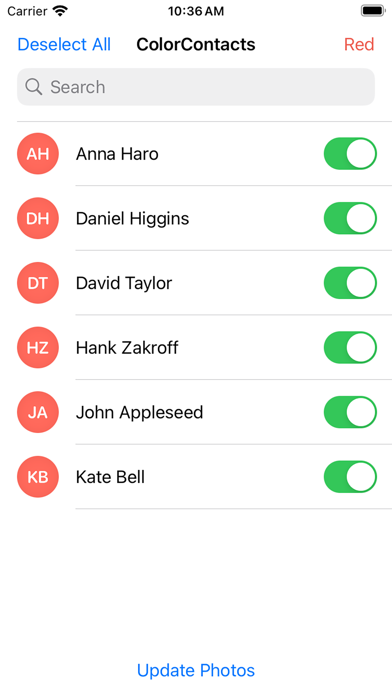 Carrier 10:36 AM
Deselect All ColorContacts Red
Search
AH Anna Haro
DH Daniel Higgins
DT David Taylor
HZ Hank Zakroff
JA John Appleseed
KB Kate Bell
Update Photos